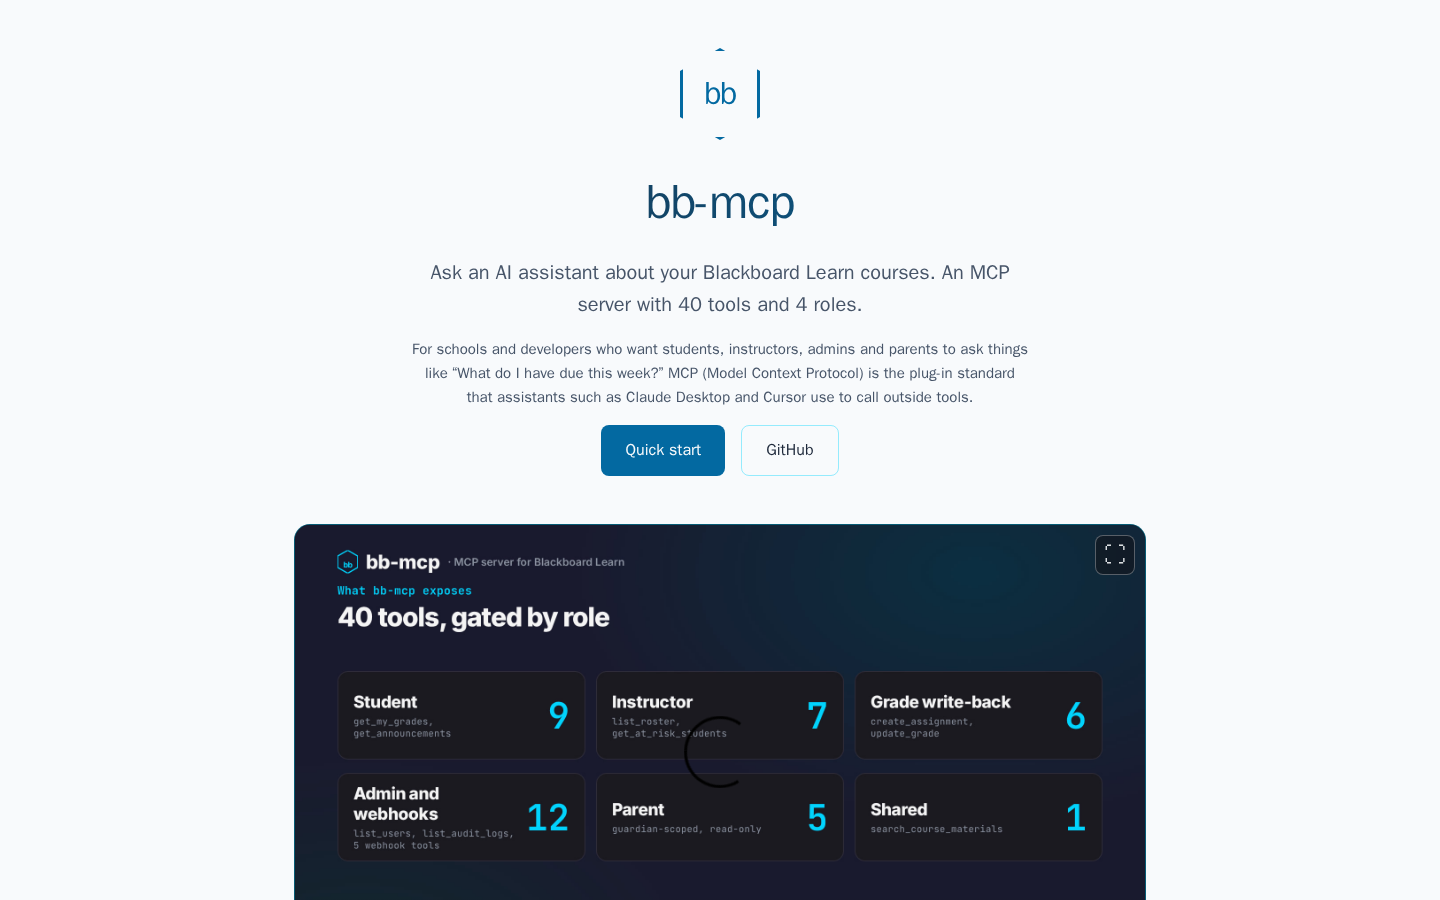 bb
bb-mcp
Ask an AI assistant about your Blackboard Learn courses. An MCP
server with 40 tools and 4 roles.
For schools and developers who want students, instructors, admins and parents to ask things
like “What do I have due this week?” MCP (Model Context Protocol) is the plug-in standard
that assistants such as Claude Desktop and Cursor use to call outside tools.
Quick start
GitHub
bb bb-mcp · MCP server for Blackboard Learn
What bb-mcp exposes
40 tools, gated by role
Student
get_my_grades,
get_announcements
9
Instructor
list_roster,
get_at_risk_students
7
Grade write-back
create_assignment,
update_grade
6
Admin and
webhooks
list_users, list_audit_logs,
5 webhook tools
12
Parent
guardian-scoped, read-only
5
Shared
search_course_materials
1